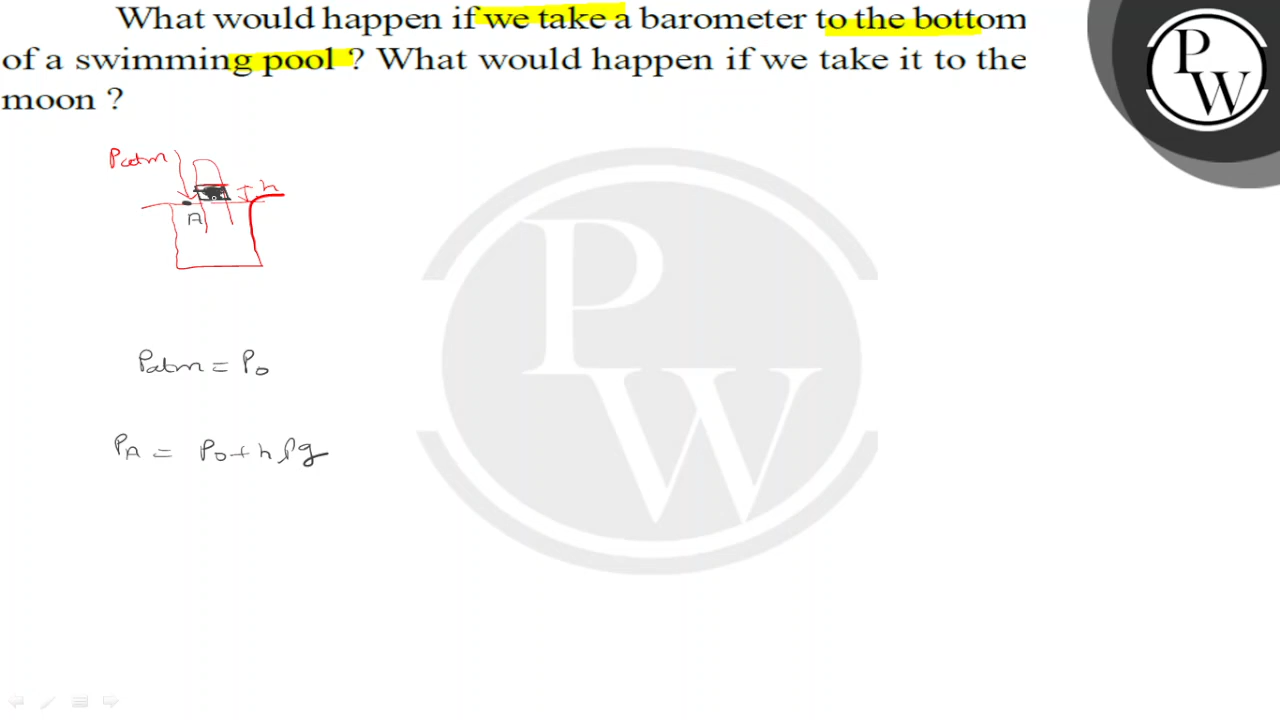 What would happen if we take a barometer to the bottom
of a swimming pool ? What would happen if we take it to the
moon ?
P W
Patm
h
A
Patm = P₀
P_A = P₀ + hρg
P
W